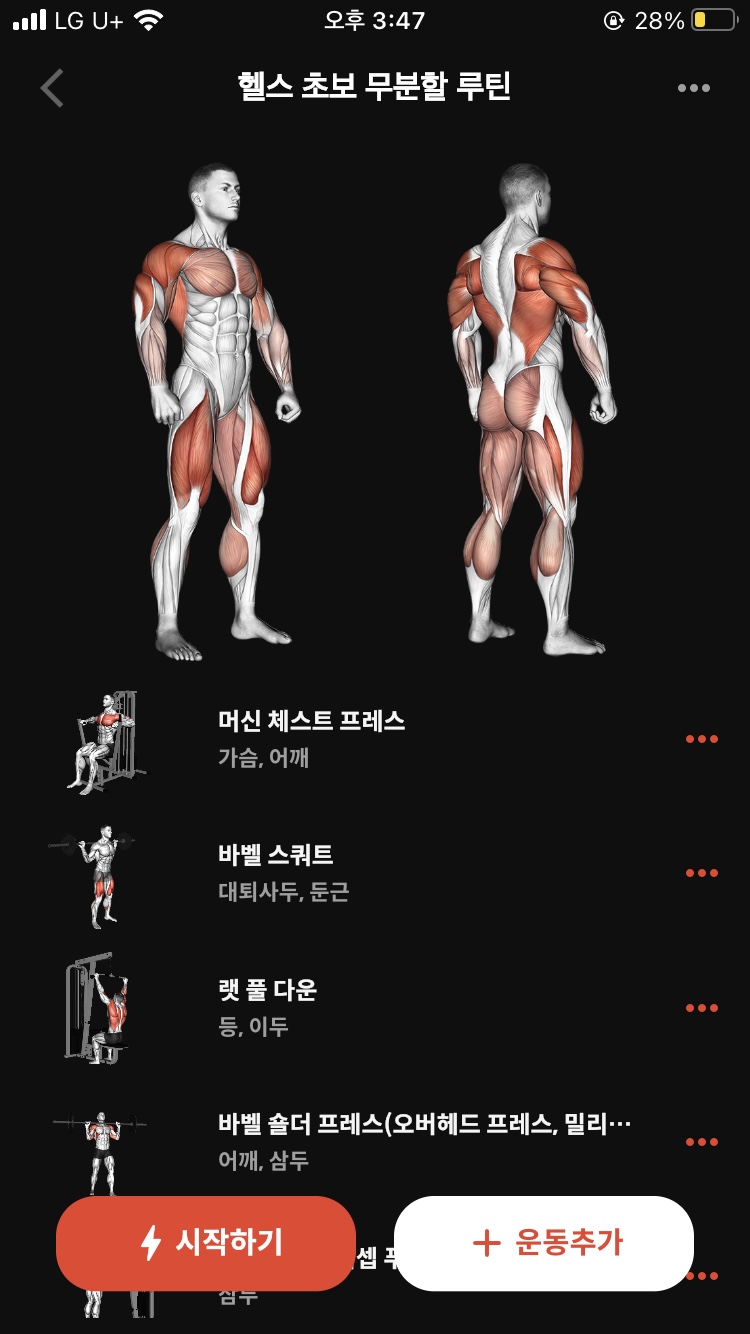 LG U+ 오후 3:47 28%
헬스 초보 무분할 루틴
머신 체스트 프레스
가슴, 어깨
바벨 스쿼트
대퇴사두, 둔근
랫 풀 다운
등, 이두
바벨 숄더 프레스(오버헤드 프레스, 밀리…
어깨, 삼두
시작하기
운동추가
셉 푸
삼두